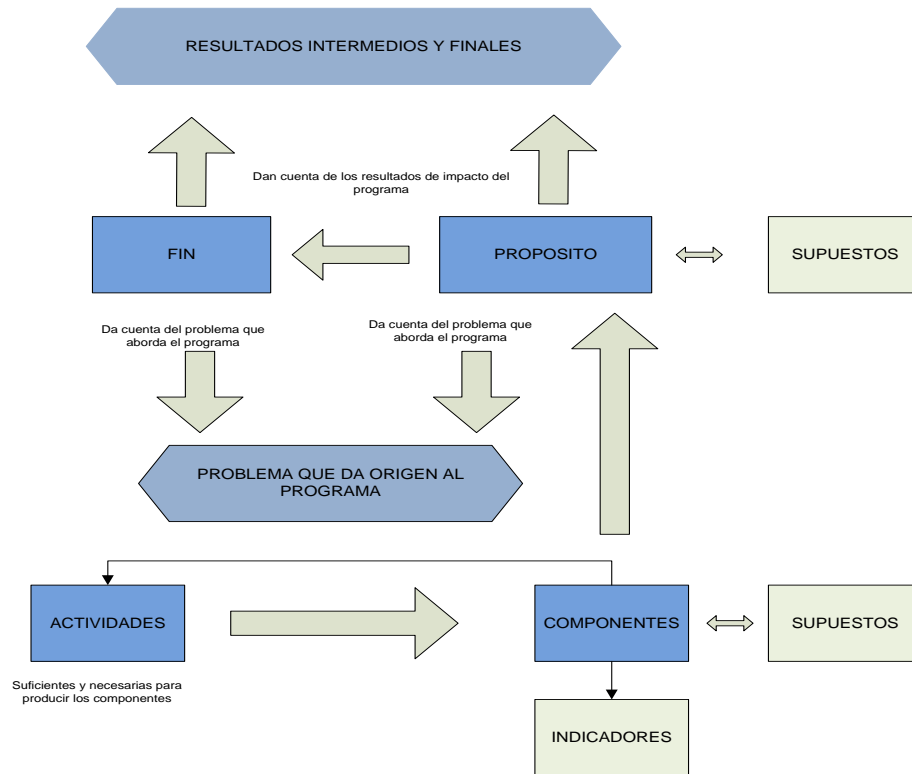 RESULTADOS INTERMEDIOS Y FINALES
Dan cuenta de los resultados de impacto del
programa
FIN
PROPOSITO
SUPUESTOS
Da cuenta del problema que
aborda el programa
Da cuenta del problema que
aborda el programa
PROBLEMA QUE DA ORIGEN AL
PROGRAMA
ACTIVIDADES
COMPONENTES
SUPUESTOS
Suficientes y necesarias para
producir los componentes
INDICADORES